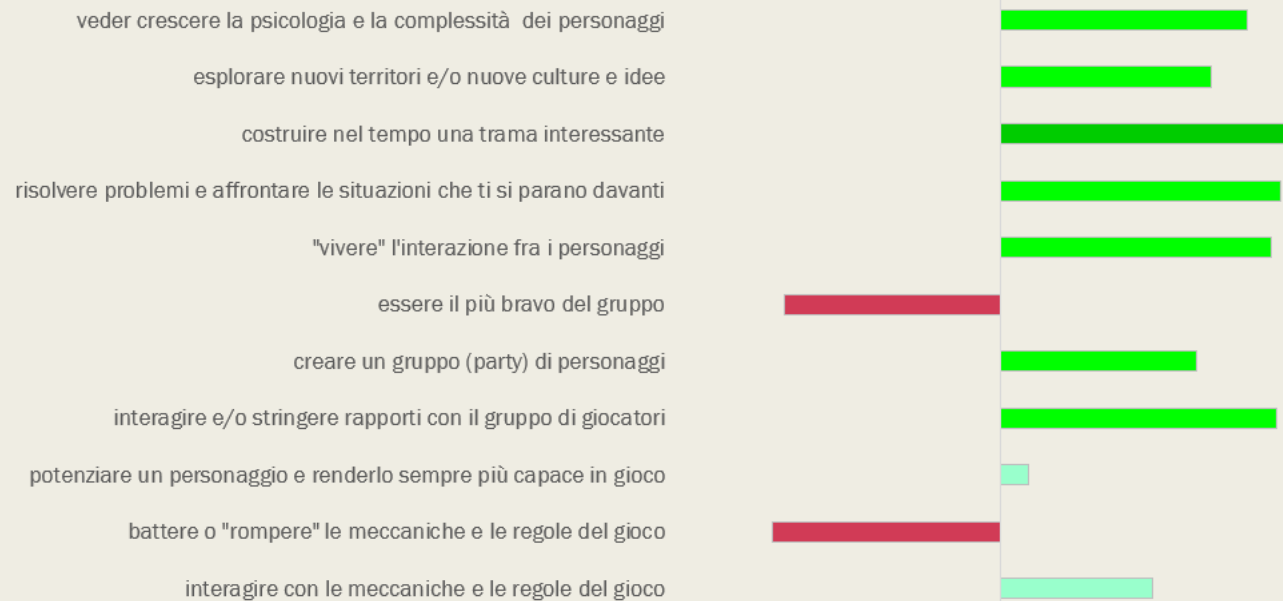 veder crescere la psicologia e la complessità dei personaggi
esplorare nuovi territori e/o nuove culture e idee
costruire nel tempo una trama interessante
risolvere problemi e affrontare le situazioni che ti si parano davanti
"vivere" l'interazione fra i personaggi
essere il più bravo del gruppo
creare un gruppo (party) di personaggi
interagire e/o stringere rapporti con il gruppo di giocatori
potenziare un personaggio e renderlo sempre più capace in gioco
battere o "rompere" le meccaniche e le regole del gioco
interagire con le meccaniche e le regole del gioco